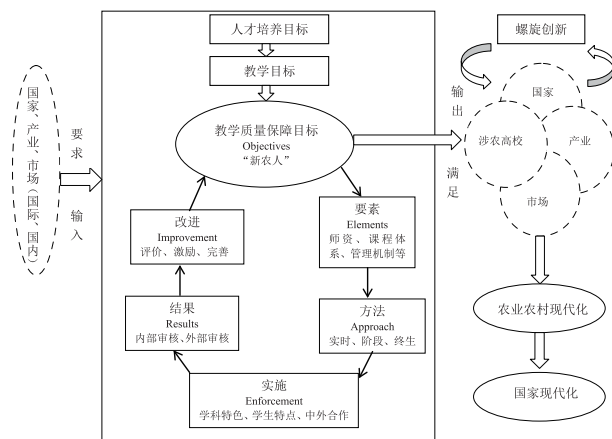 国家、产业、市场(国际、国内)
要求
输入
人才培养目标
教学目标
教学质量保障目标
Objectives
“新农人”
要素
Elements
师资、课程体
系、管理机制等
方法
Approach
实时、阶段、终生
实施
Enforcement
学科特色、学生特点、中外合作
结果
Results
内部审核、外部审核
改进
Improvement
评价、激励、完善
输出
满足
螺旋创新
国家
涉农高校
产业
市场
农业农村现代化
国家现代化